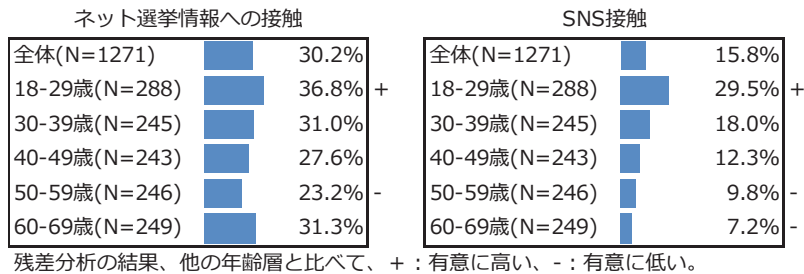 ネット選挙情報への接触
全体(N=1271) 30.2%
18-29歳(N=288) 36.8% +
30-39歳(N=245) 31.0%
40-49歳(N=243) 27.6%
50-59歳(N=246) 23.2% -
60-69歳(N=249) 31.3%
SNS接触
全体(N=1271) 15.8%
18-29歳(N=288) 29.5% +
30-39歳(N=245) 18.0%
40-49歳(N=243) 12.3%
50-59歳(N=246) 9.8% -
60-69歳(N=249) 7.2% -
残差分析の結果、他の年齢層と比べて、+：有意に高い、-：有意に低い。